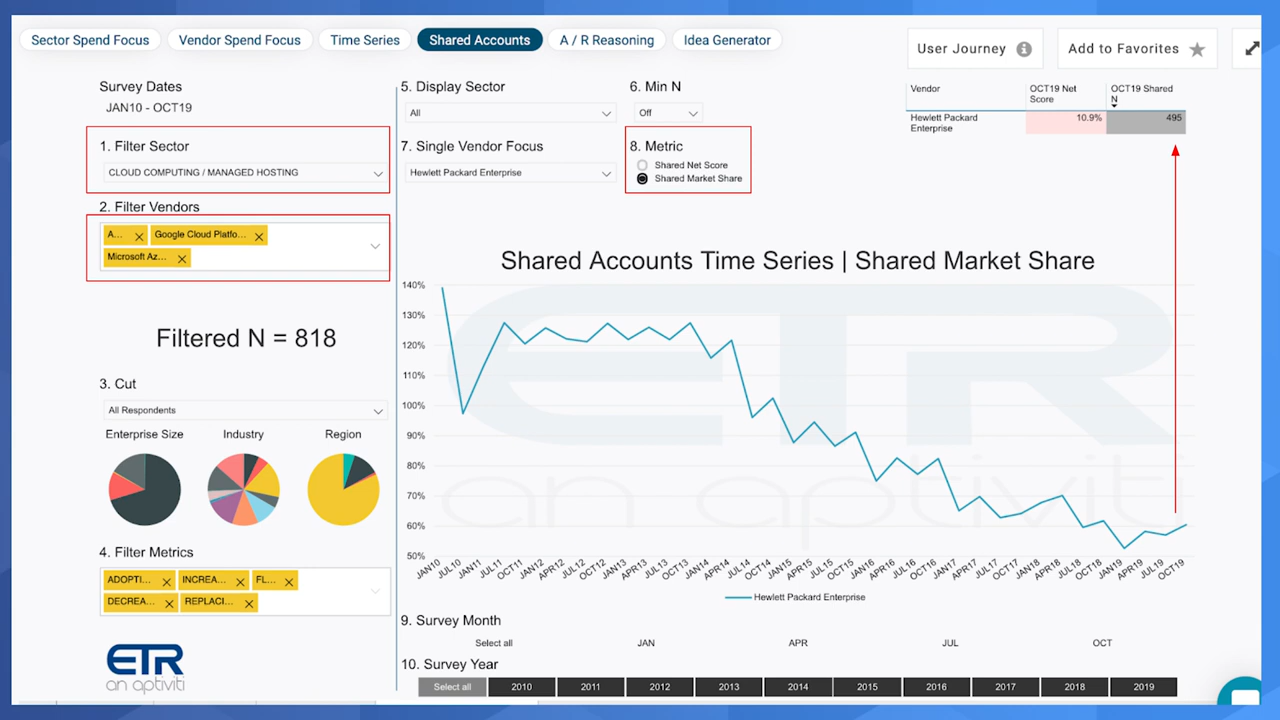 Sector Spend Focus
Vendor Spend Focus
Time Series
Shared Accounts
A / R Reasoning
Idea Generator
User Journey
Add to Favorites
Survey Dates
JAN10 - OCT19
1. Filter Sector
CLOUD COMPUTING / MANAGED HOSTING
2. Filter Vendors
A...
Google Cloud Platfo...
Microsoft Az...
Filtered N = 818
3. Cut
All Respondents
Enterprise Size
Industry
Region
4. Filter Metrics
ADOPTI...
INCREA...
FL...
DECREA...
REPLACI...
ETR
an aptiviti
5. Display Sector
All
6. Min N
Off
7. Single Vendor Focus
Hewlett Packard Enterprise
8. Metric
Shared Net Score
Shared Market Share
Vendor
OCT19 Net Score
OCT19 Shared N
Hewlett Packard Enterprise
10.9%
495
Shared Accounts Time Series | Shared Market Share
140%
130%
120%
110%
100%
90%
80%
70%
60%
50%
ETR
an aptiviti
JAN10
JUL10
JAN11
JUL11
OCT11
JAN12
APR12
JUL12
OCT12
JAN13
APR13
JUL13
OCT13
JAN14
APR14
JUL14
OCT14
JAN15
APR15
JUL15
OCT15
JAN16
APR16
JUL16
OCT16
JAN17
APR17
JUL17
OCT17
JAN18
APR18
JUL18
OCT18
JAN19
APR19
JUL19
OCT19
Hewlett Packard Enterprise
9. Survey Month
Select all
JAN
APR
JUL
OCT
10. Survey Year
Select all
2010
2011
2012
2013
2014
2015
2016
2017
2018
2019